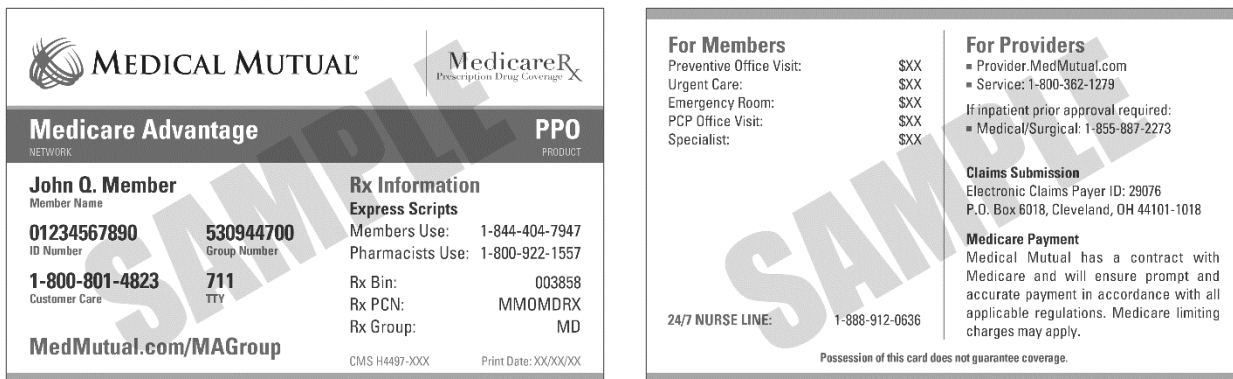 MEDICAL MUTUAL®
MedicareRx
Prescription Drug Coverage
Medicare Advantage PPO
NETWORK PRODUCT
John Q. Member
Member Name
01234567890 530944700
ID Number Group Number
1-800-801-4823 711
Customer Care TTY
MedMutual.com/MAGroup
Rx Information
Express Scripts
Members Use: 1-844-404-7947
Pharmacists Use: 1-800-922-1557
Rx Bin: 003858
Rx PCN: MMOMDRX
Rx Group: MD
CMS H4497-XXX Print Date: XX/XX/XX
SAMPLE
For Members
Preventive Office Visit: $XX
Urgent Care: $XX
Emergency Room: $XX
PCP Office Visit: $XX
Specialist: $XX
24/7 NURSE LINE: 1-888-912-0636
For Providers
▪ Provider.MedMutual.com
▪ Service: 1-800-362-1279
If inpatient prior approval required:
▪ Medical/Surgical: 1-855-887-2273
Claims Submission
Electronic Claims Payer ID: 29076
P.O. Box 6018, Cleveland, OH 44101-1018
Medicare Payment
Medical Mutual has a contract with
Medicare and will ensure prompt and
accurate payment in accordance with all
applicable regulations. Medicare limiting
charges may apply.
Possession of this card does not guarantee coverage.
SAMPLE